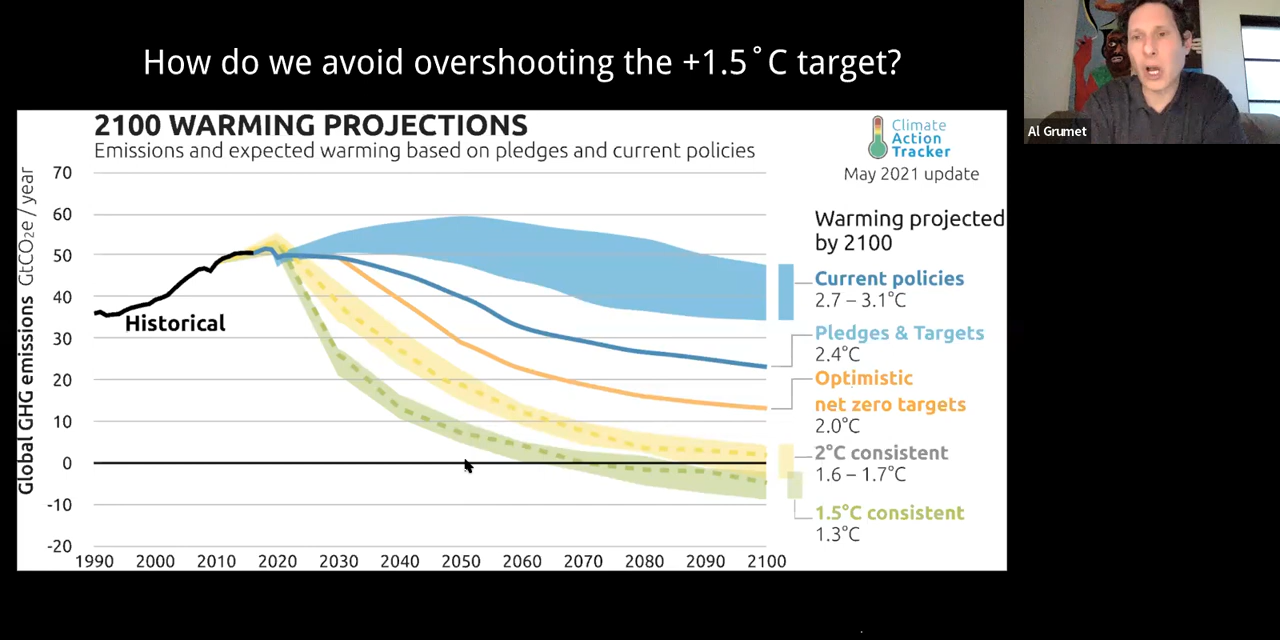 How do we avoid overshooting the +1.5˚C target?
Al Grumet
2100 WARMING PROJECTIONS
Emissions and expected warming based on pledges and current policies
Climate
Action
Tracker
May 2021 update
Global GHG emissions GtCO₂e / year
70
60
50
40
30
20
10
0
-10
-20
Historical
1990 2000 2010 2020 2030 2040 2050 2060 2070 2080 2090 2100
Warming projected
by 2100
Current policies
2.7 – 3.1°C
Pledges & Targets
2.4°C
Optimistic
net zero targets
2.0°C
2°C consistent
1.6 – 1.7°C
1.5°C consistent
1.3°C